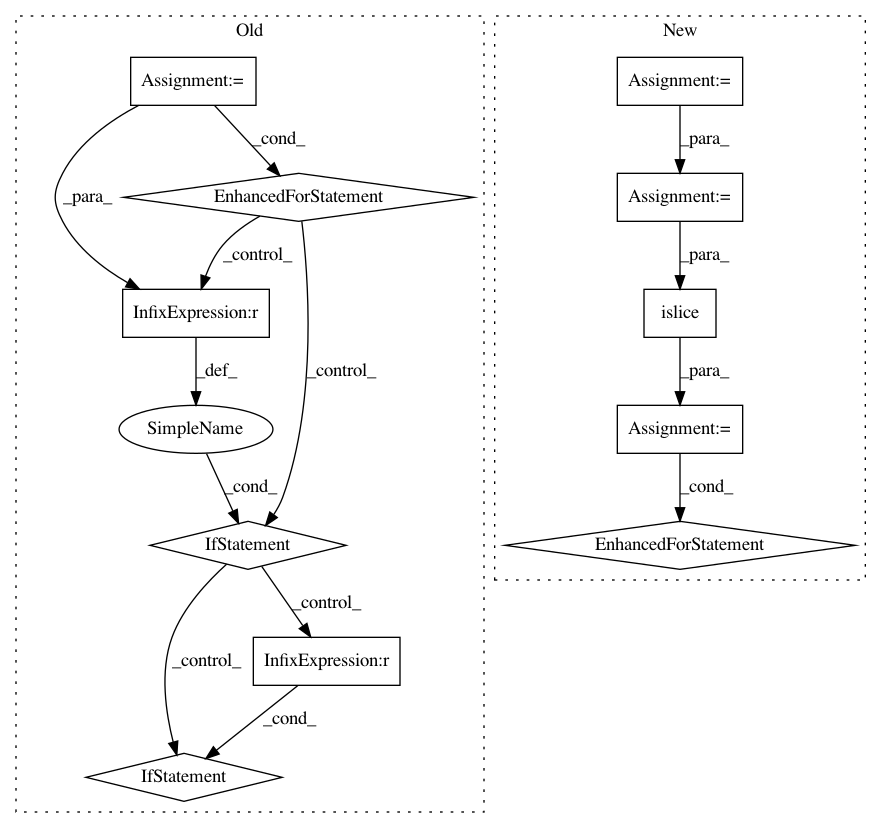 Old
New
Assignment:=
Assignment:=
_cond_
_para_
_para_
EnhancedForStatement
Assignment:=
_control_
_para_
InfixExpression:r
islice
_def_
_control_
_para_
SimpleName
Assignment:=
_cond_
_cond_
IfStatement
EnhancedForStatement
_control_
_control_
InfixExpression:r
_cond_
IfStatement